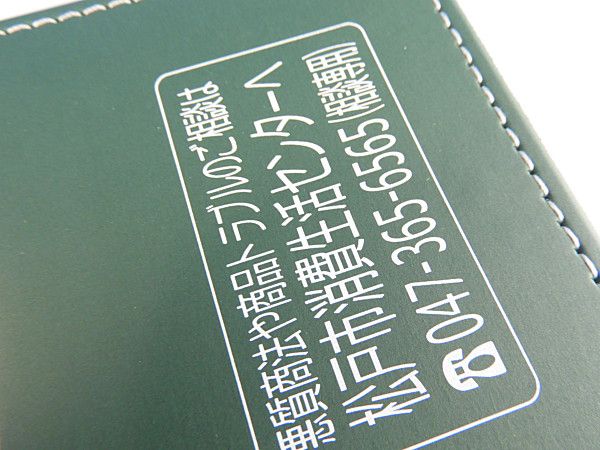 悪質商法や商品トラブルのご相談は
松戸市消費生活センターへ
☎047-365-6565(相談専用)